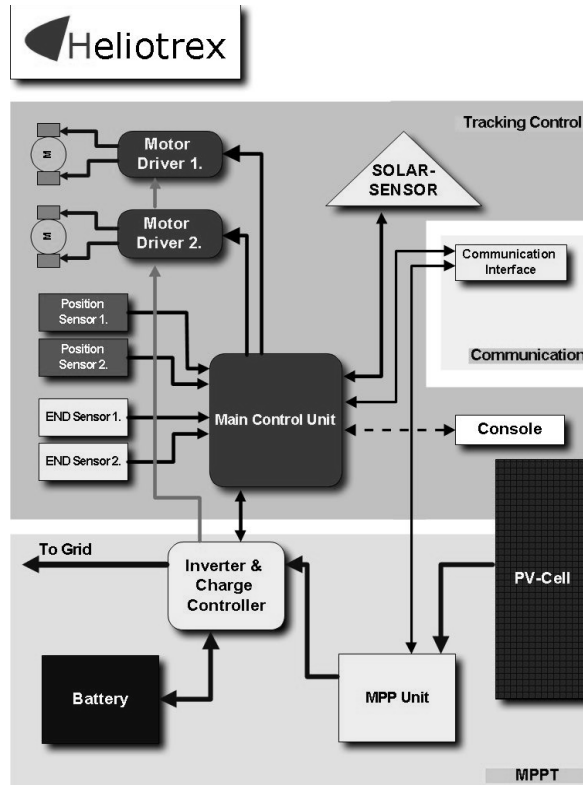 Heliotrex
Tracking Control
Motor
Driver 1.
M
SOLAR-
SENSOR
Motor
Driver 2.
M
Communication
Interface
Position
Sensor 1.
Position
Sensor 2.
Communication
END Sensor 1.
Main Control Unit
Console
END Sensor 2.
To Grid
Inverter &
Charge
Controller
PV-Cell
Battery
MPP Unit
MPPT